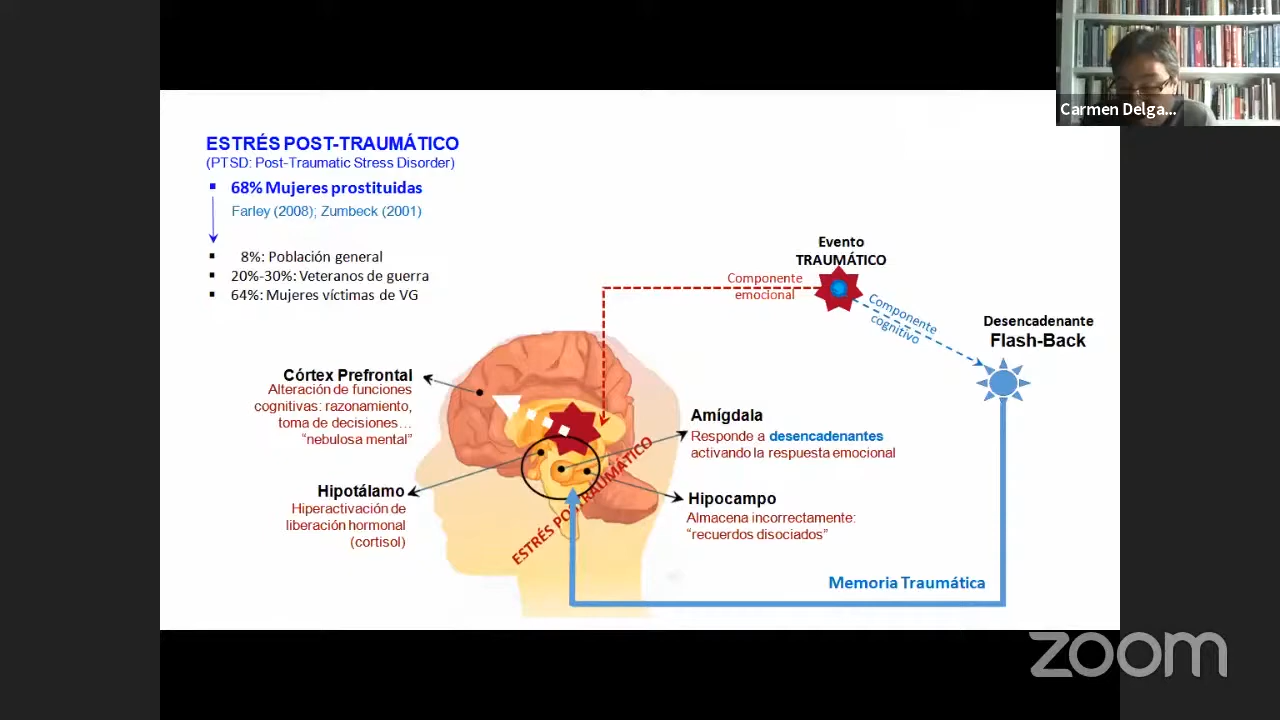 Carmen Delga...
ESTRÉS POST-TRAUMÁTICO
(PTSD: Post-Traumatic Stress Disorder)
▪ 68% Mujeres prostituidas
Farley (2008); Zumbeck (2001)
▪ 8%: Población general
▪ 20%-30%: Veteranos de guerra
▪ 64%: Mujeres víctimas de VG
Evento
TRAUMÁTICO
Componente
emocional
Componente
cognitivo
Desencadenante
Flash-Back
Córtex Prefrontal
Alteración de funciones
cognitivas: razonamiento,
toma de decisiones…
“nebulosa mental”
Amígdala
Responde a desencadenantes
activando la respuesta emocional
Hipotálamo
Hiperactivación de
liberación hormonal
(cortisol)
Hipocampo
Almacena incorrectamente:
“recuerdos disociados”
ESTRÉS POSTRAUMÁTICO
Memoria Traumática
zoom